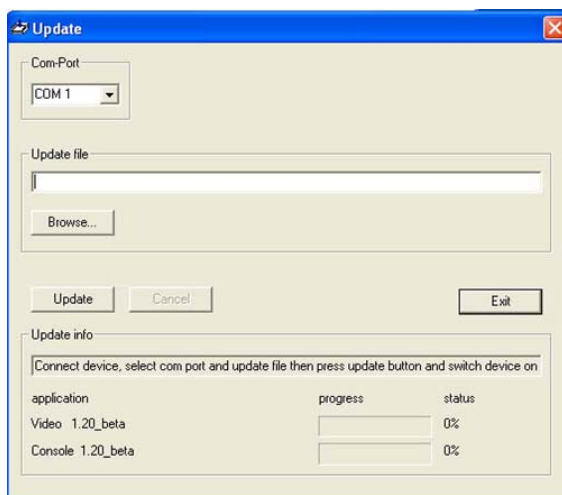 Update
Com-Port
COM 1
Update file
Browse...
Update Cancel Exit
Update info
Connect device, select com port and update file then press update button and switch device on
application progress status
Video 1.20_beta 0%
Console 1.20_beta 0%